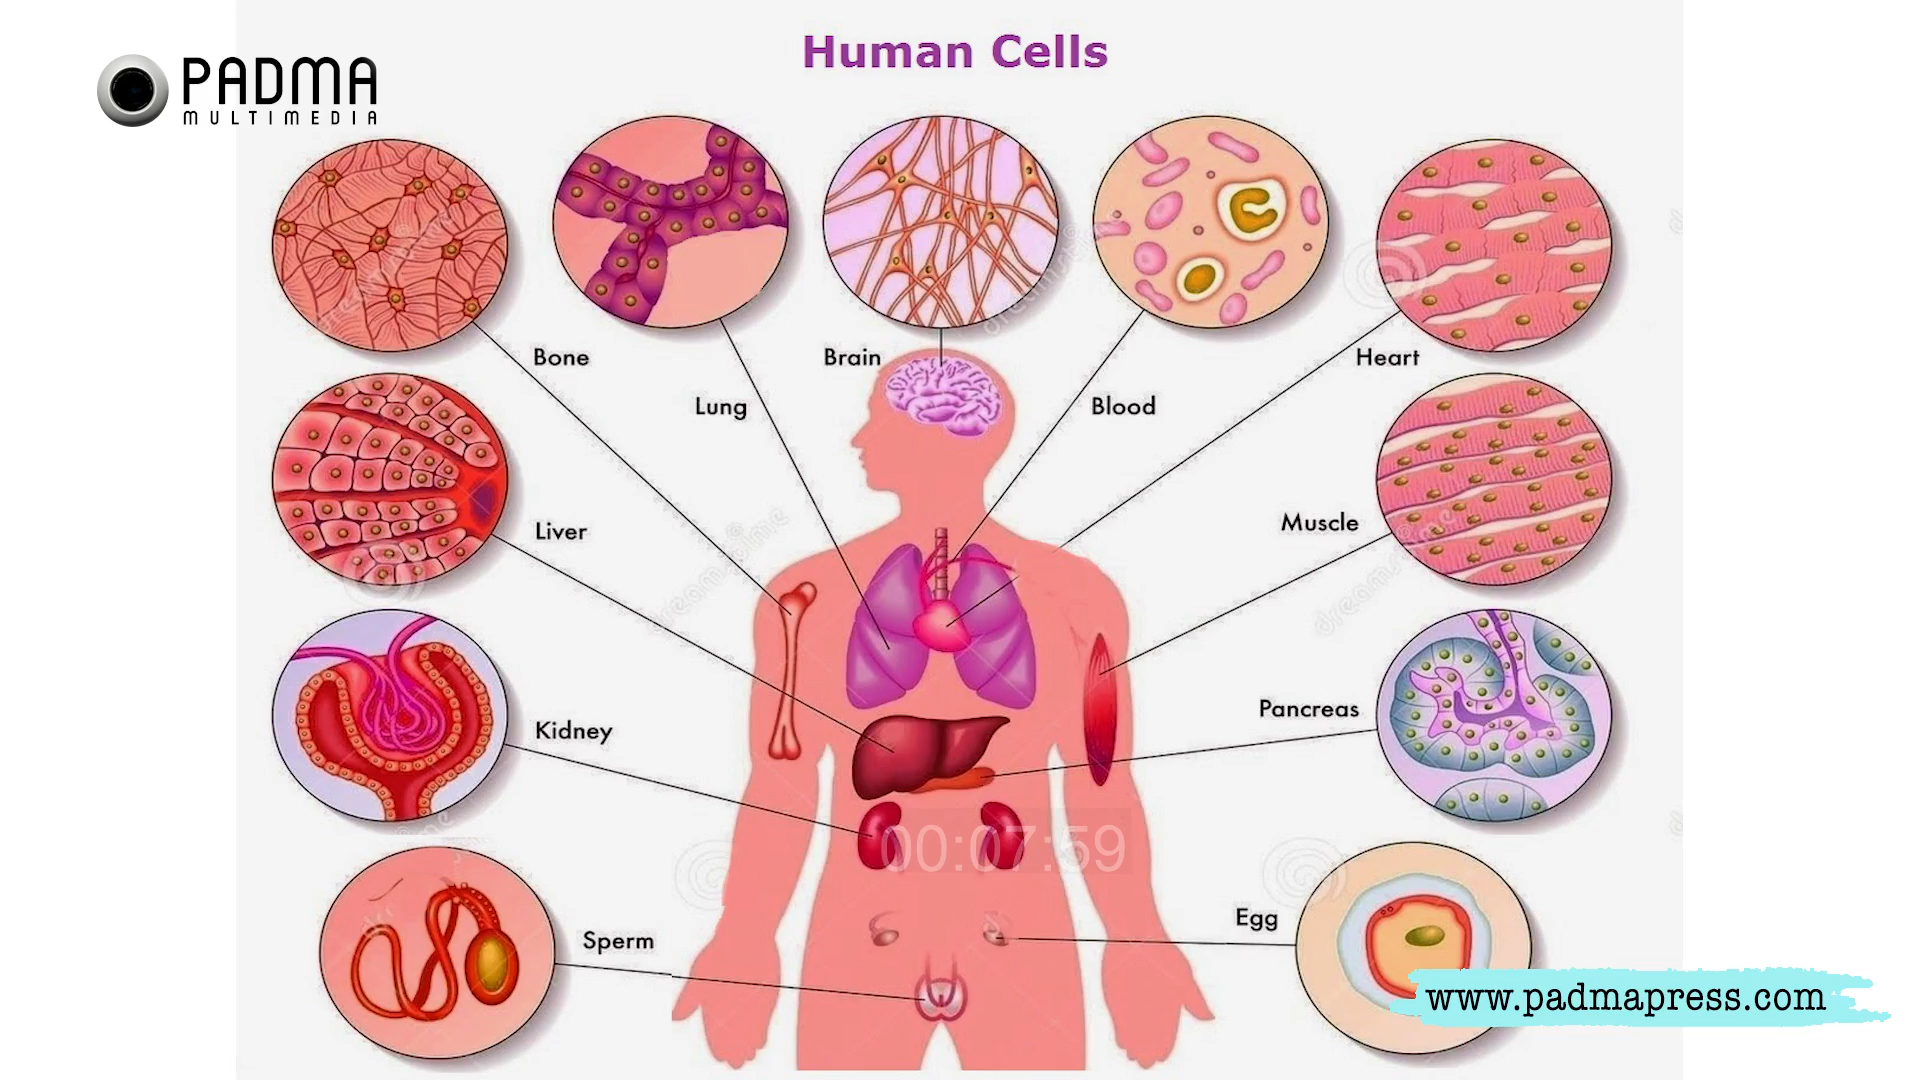 Human Cells
PADMA
MULTIMEDIA
Bone
Brain
Heart
Lung
Blood
Liver
Muscle
Kidney
Pancreas
00:07:59
Sperm
Egg
www.padmapress.com
dreamstime